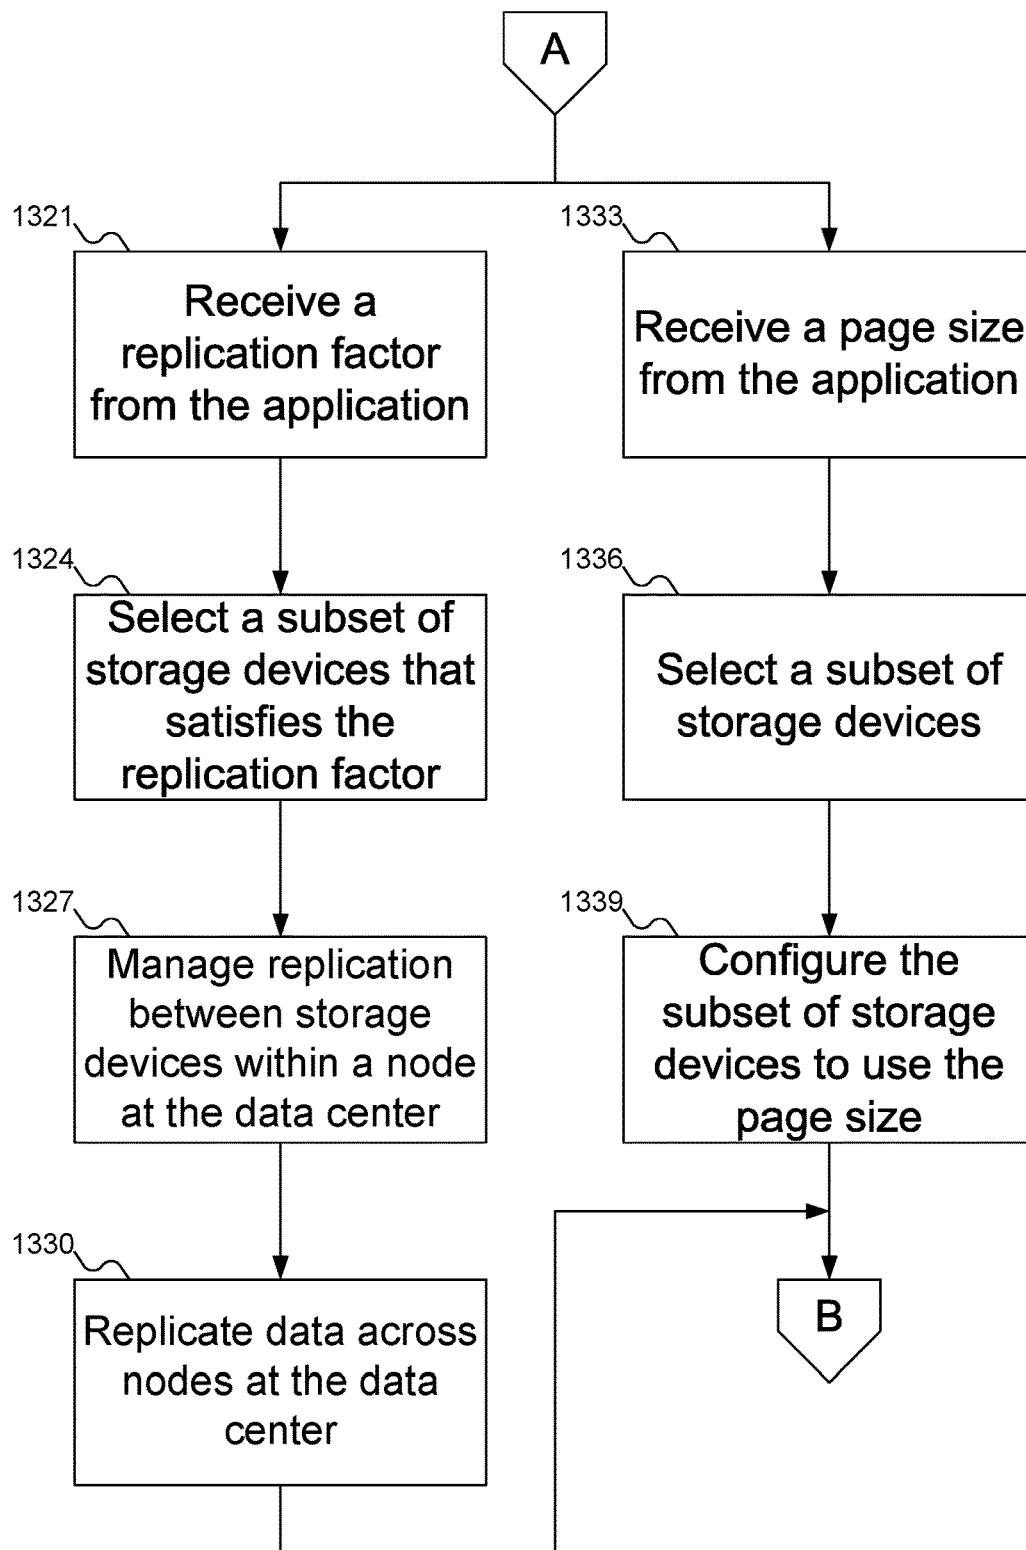 A
1321
Receive a
replication factor
from the application
1333
Receive a page size
from the application
1324
Select a subset of
storage devices that
satisfies the
replication factor
1336
Select a subset of
storage devices
1327
Manage replication
between storage
devices within a node
at the data center
1339
Configure the
subset of storage
devices to use the
page size
1330
Replicate data across
nodes at the data
center
B